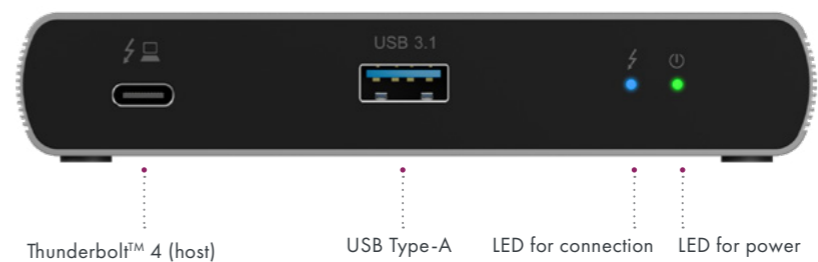 USB 3.1
Thunderbolt™ 4 (host)
USB Type-A
LED for connection
LED for power